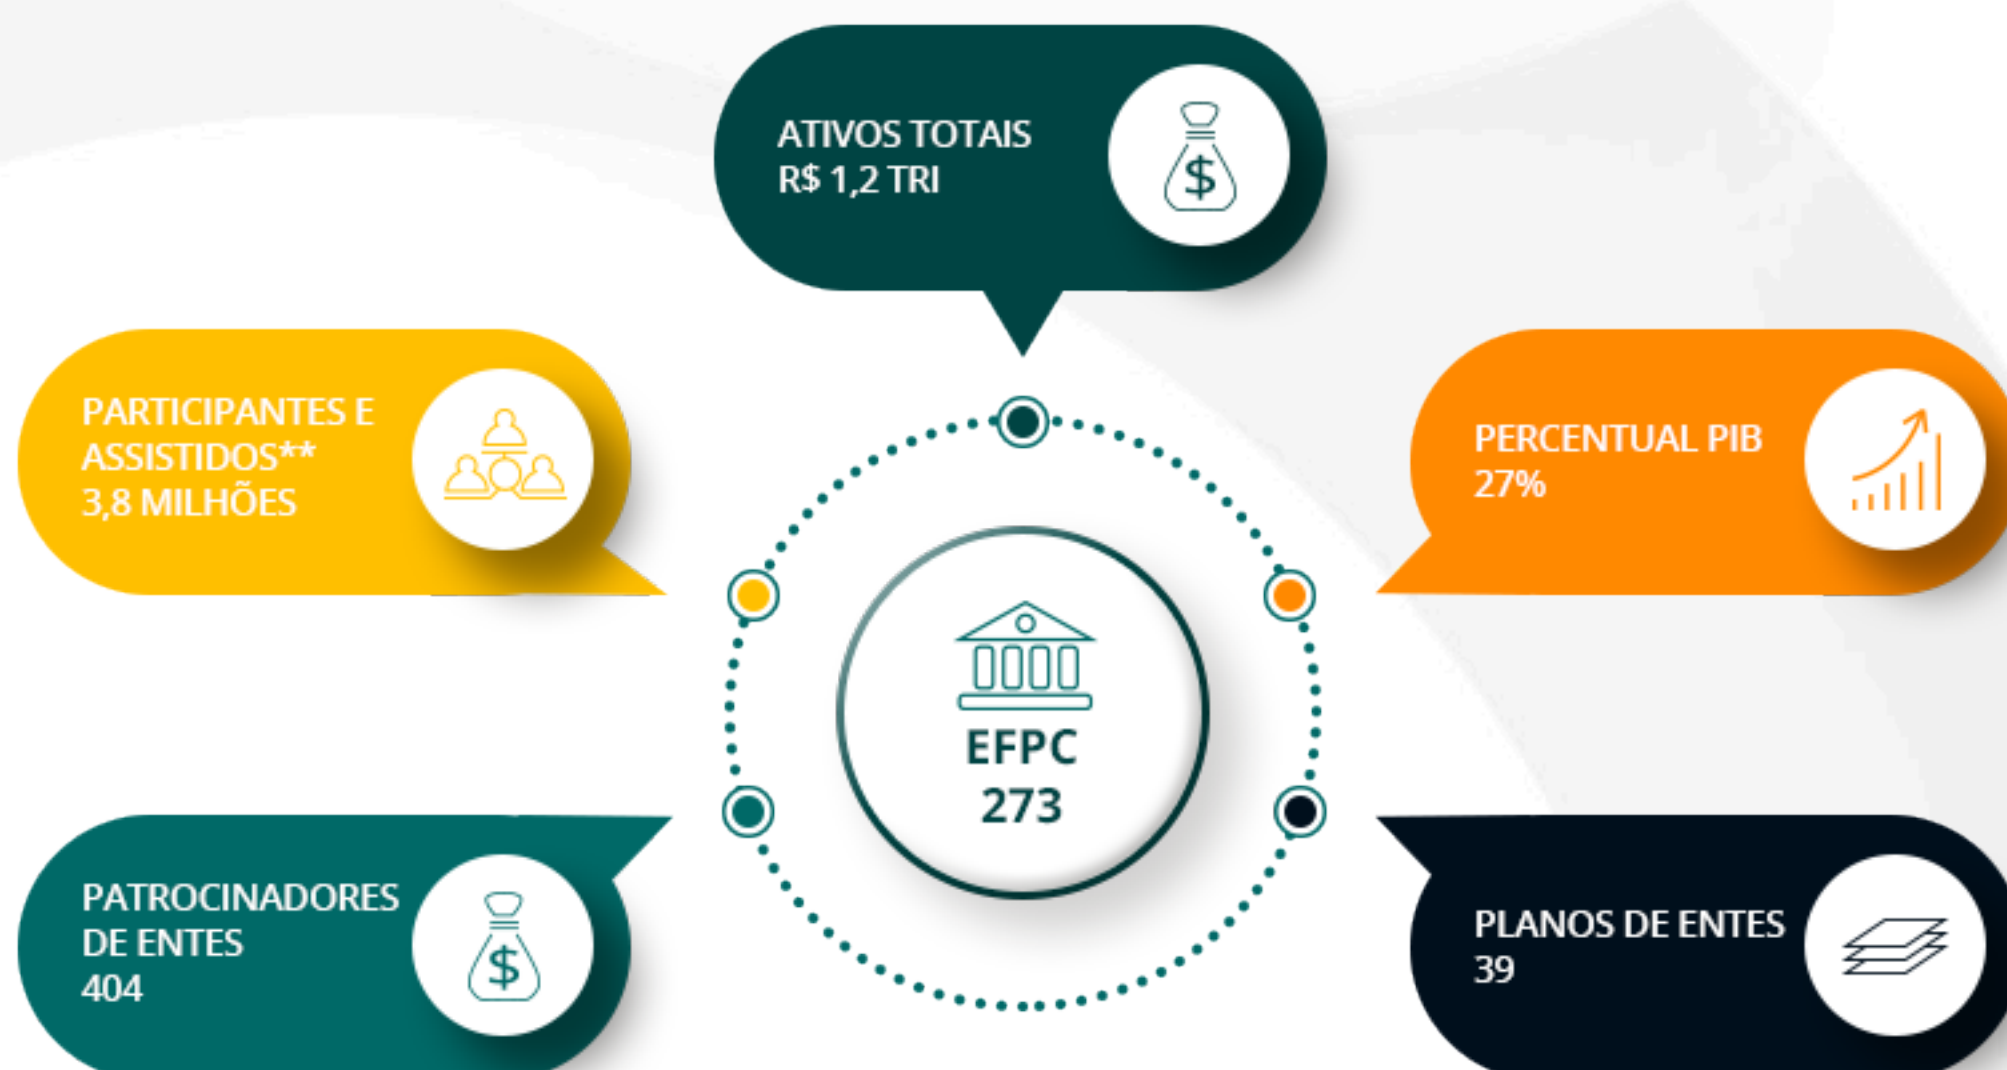 ATIVOS TOTAIS
R$ 1,2 TRI
PARTICIPANTES E
ASSISTIDOS**
3,8 MILHÕES
PERCENTUAL PIB
27%
EFPC
273
PATROCINADORES
DE ENTES
404
PLANOS DE ENTES
39